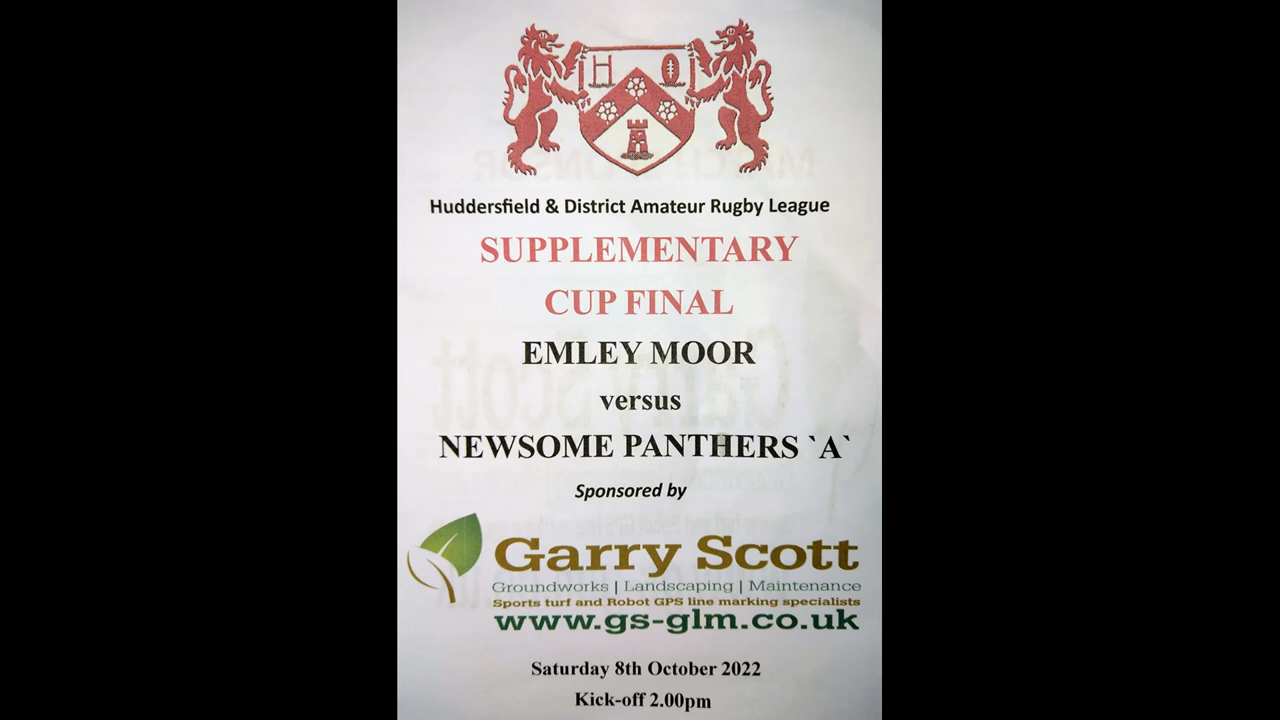 Huddersfield & District Amateur Rugby League
SUPPLEMENTARY
CUP FINAL
EMLEY MOOR
versus
NEWSOME PANTHERS `A`
Sponsored by
Garry Scott
Groundworks | Landscaping | Maintenance
Sports turf and Robot GPS line marking specialists
www.gs-glm.co.uk
Saturday 8th October 2022
Kick-off 2.00pm